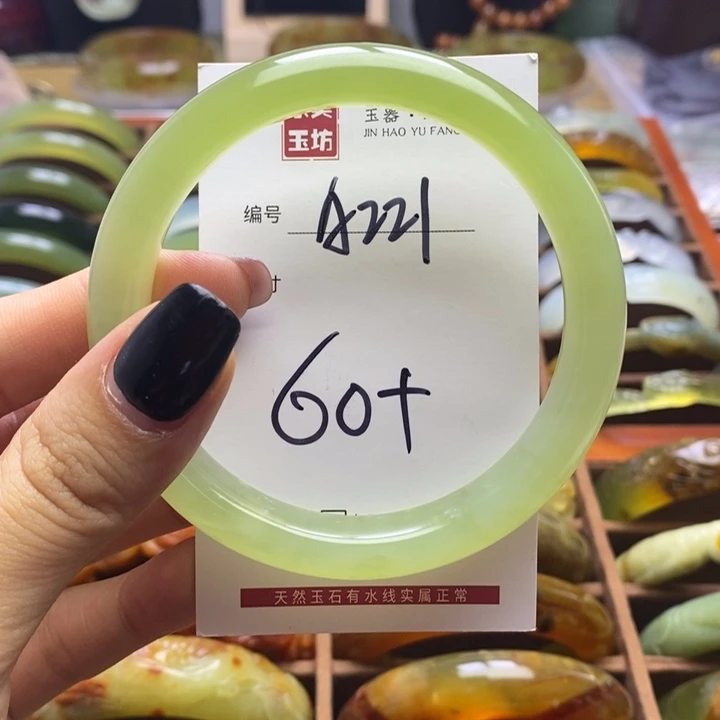 玉坊
玉器
JIN HAO YU FANG
编号 A221
寸
60+
天然玉石有水线实属正常